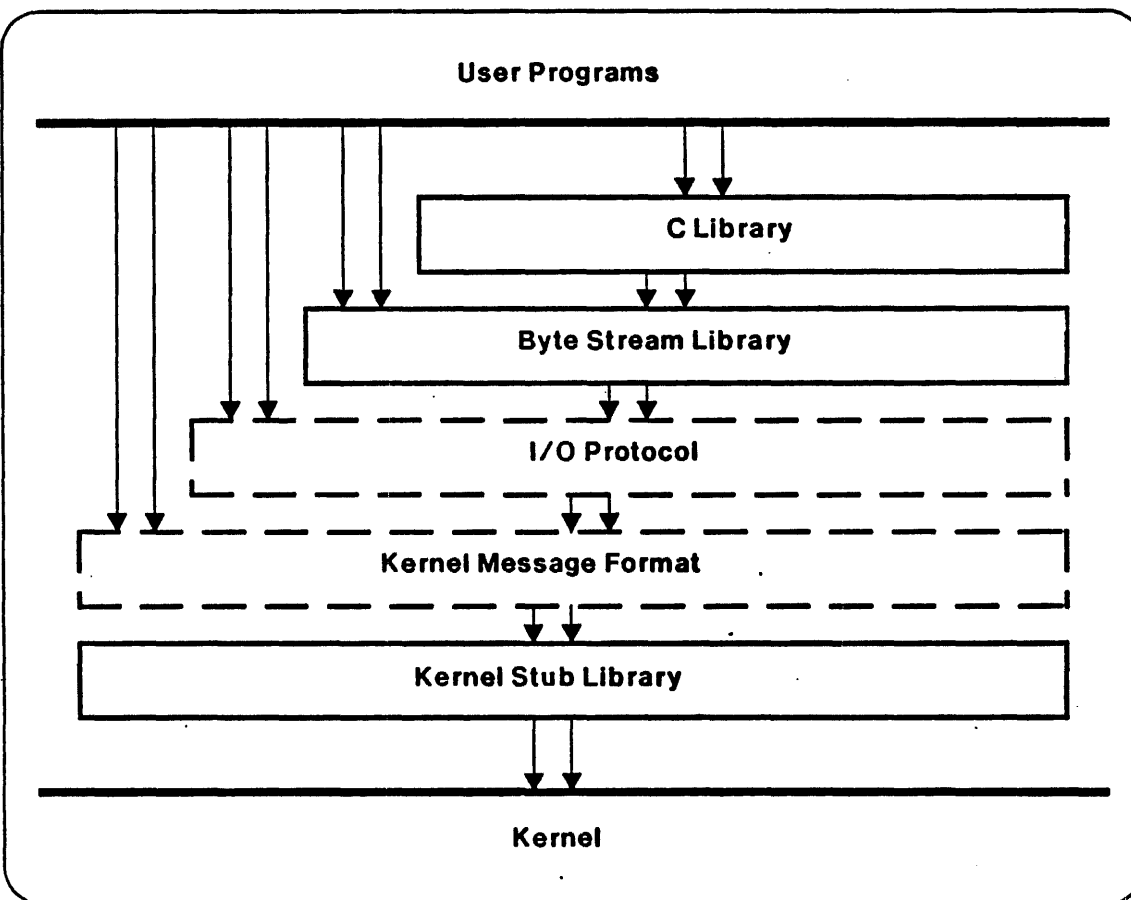 User Programs
C Library
Byte Stream Library
I/O Protocol
Kernel Message Format
Kernel Stub Library
Kernel